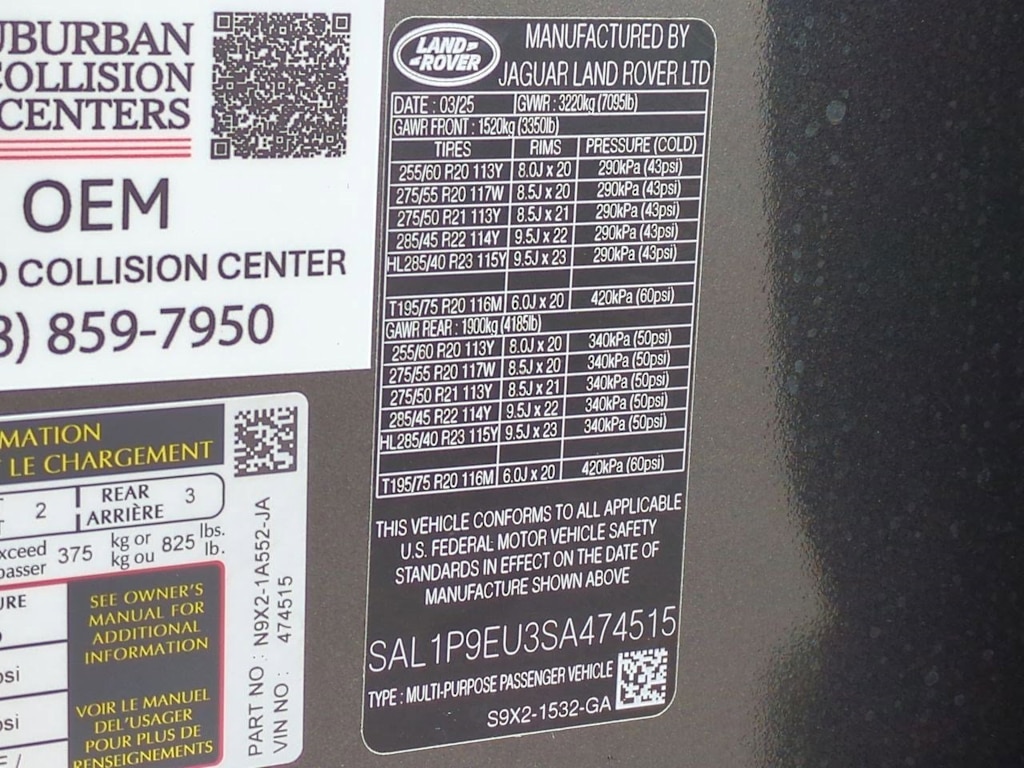 UBURBAN
COLLISION
CENTERS
OEM
COLLISION CENTER
859-7950
LAND-
-ROVER
MANUFACTURED BY
JAGUAR LAND ROVER LTD
DATE : 03/25 GVWR : 3220kg (7095lb)
GAWR FRONT : 1520kg (3350lb)
TIRES RIMS PRESSURE (COLD)
255/60 R20 113Y 8.0J x 20 290kPa (43psi)
275/55 R20 117W 8.5J x 20 290kPa (43psi)
275/50 R21 113Y 8.5J x 21 290kPa (43psi)
285/45 R22 114Y 9.5J x 22 290kPa (43psi)
HL285/40 R23 115Y 9.5J x 23 290kPa (43psi)
T195/75 R20 116M 6.0J x 20 420kPa (60psi)
GAWR REAR : 1900kg (4185lb)
255/60 R20 113Y 8.0J x 20 340kPa (50psi)
275/55 R20 117W 8.5J x 20 340kPa (50psi)
275/50 R21 113Y 8.5J x 21 340kPa (50psi)
285/45 R22 114Y 9.5J x 22 340kPa (50psi)
HL285/40 R23 115Y 9.5J x 23 340kPa (50psi)
T195/75 R20 116M 6.0J x 20 420kPa (60psi)
THIS VEHICLE CONFORMS TO ALL APPLICABLE
U.S. FEDERAL MOTOR VEHICLE SAFETY
STANDARDS IN EFFECT ON THE DATE OF
MANUFACTURE SHOWN ABOVE
SAL1P9EU3SA474515
TYPE : MULTI-PURPOSE PASSENGER VEHICLE
S9X2-1532-GA
MATION
LE CHARGEMENT
2 REAR 3
ARRIÈRE
xceed 375 kg or 825 lbs.
passer kg ou lb.
URE
SEE OWNER'S
MANUAL FOR
ADDITIONAL
INFORMATION
psi
psi
VOIR LE MANUEL
DEL'USAGER
POUR PLUS DE
RENSEIGNEMENTS
PART NO : N9X2-1A552-JA
VIN NO : 474515